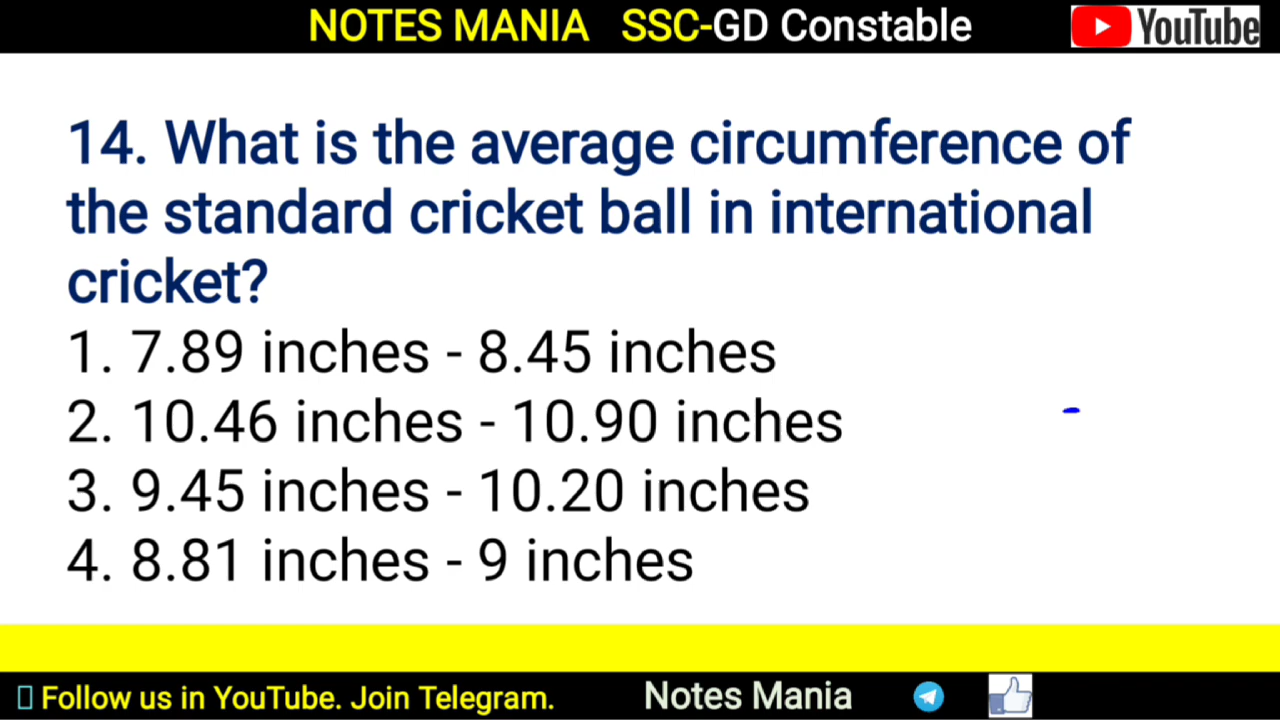 NOTES MANIA SSC-GD Constable YouTube
14. What is the average circumference of
the standard cricket ball in international
cricket?
1. 7.89 inches - 8.45 inches
2. 10.46 inches - 10.90 inches
3. 9.45 inches - 10.20 inches
4. 8.81 inches - 9 inches
Follow us in YouTube. Join Telegram. Notes Mania